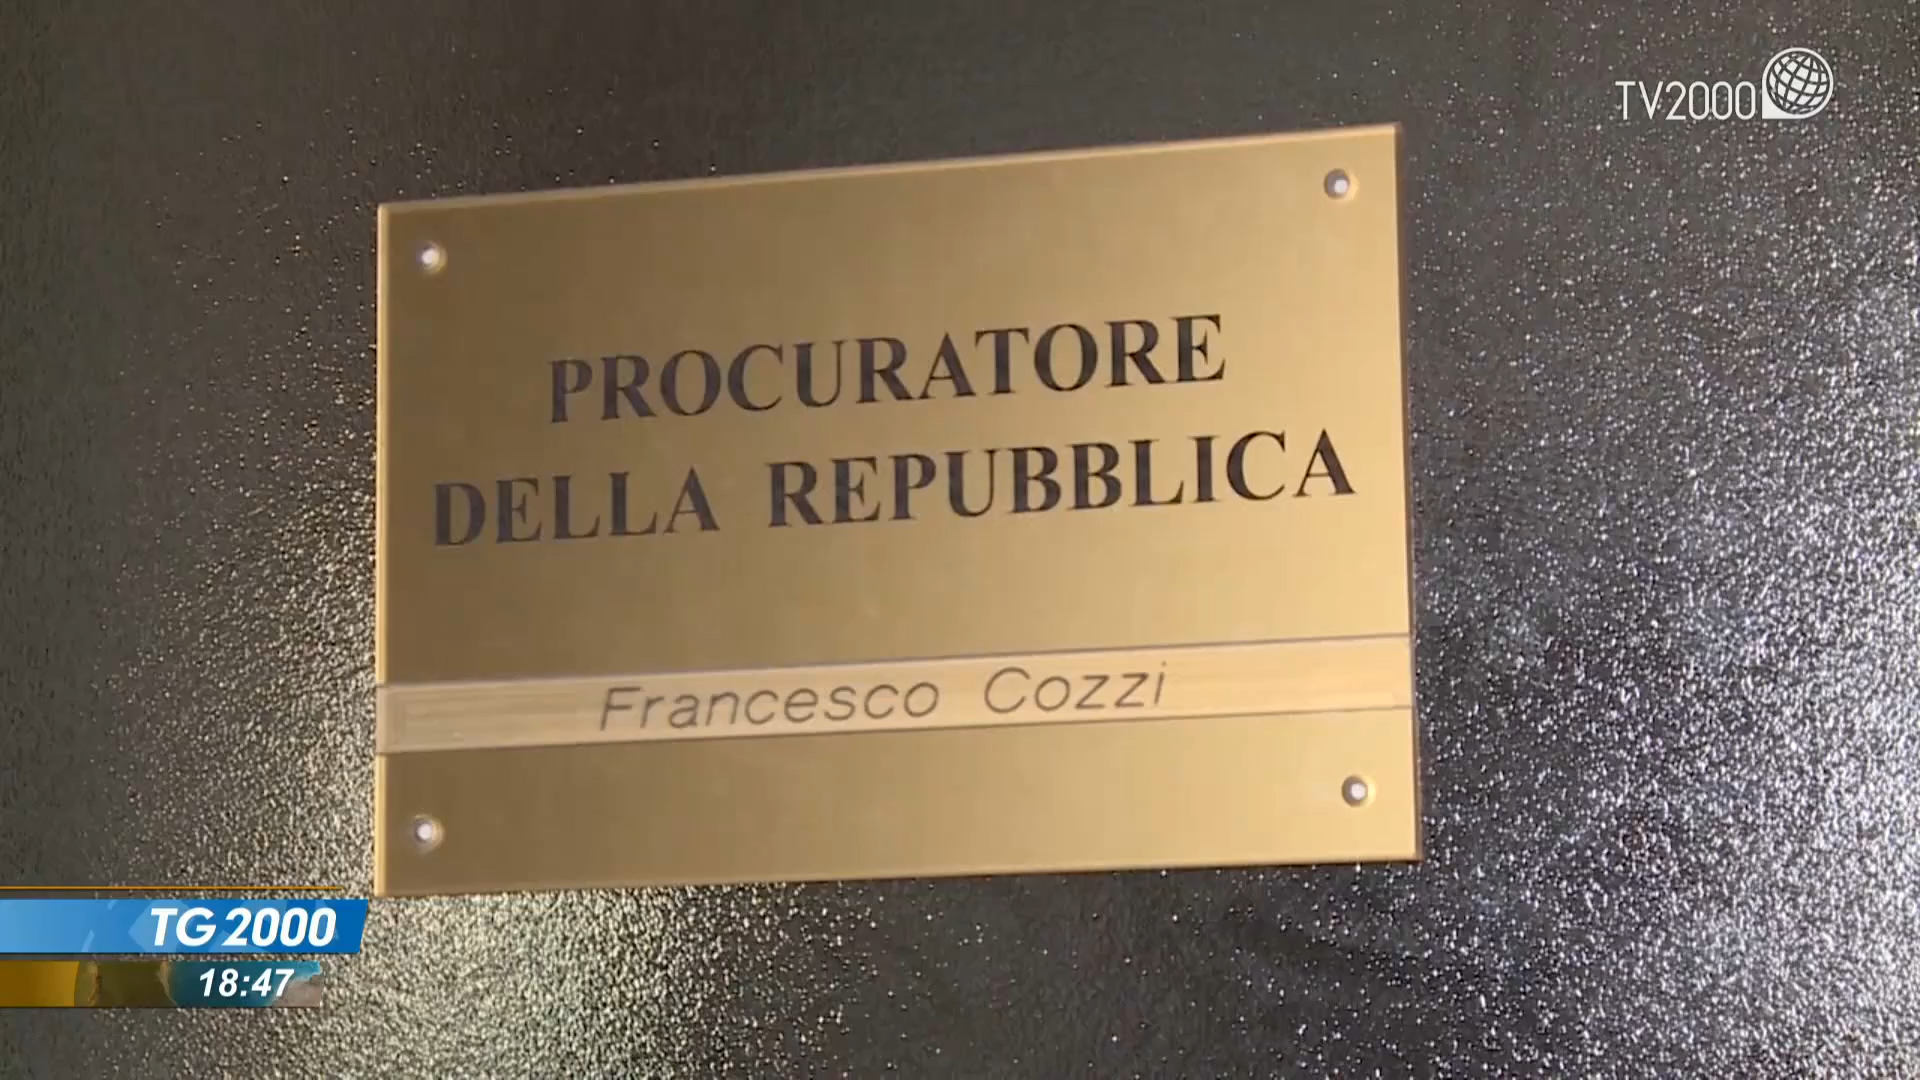 TV2000
PROCURATORE
DELLA REPUBBLICA
Francesco Cozzi
TG 2000
18:47